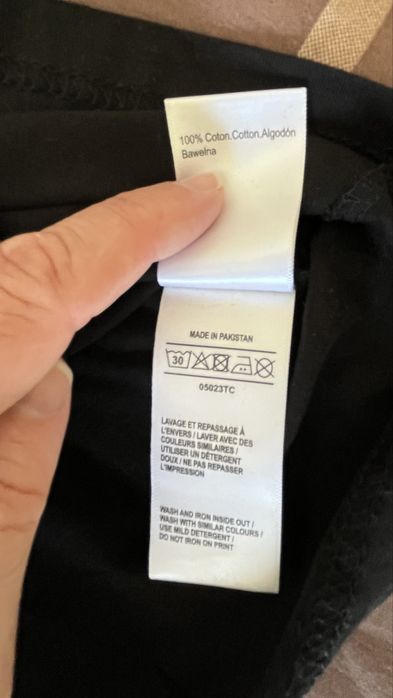 100% Coton.Cotton.Algodón
Bawełna
MADE IN PAKISTAN
30
05023TC
LAVAGE ET REPASSAGE À
L'ENVERS / LAVER AVEC DES
COULEURS SIMILAIRES /
UTILISER UN DÉTERGENT
DOUX / NE PAS REPASSER
L'IMPRESSION
WASH AND IRON INSIDE OUT /
WASH WITH SIMILAR COLOURS /
USE MILD DETERGENT /
DO NOT IRON ON PRINT